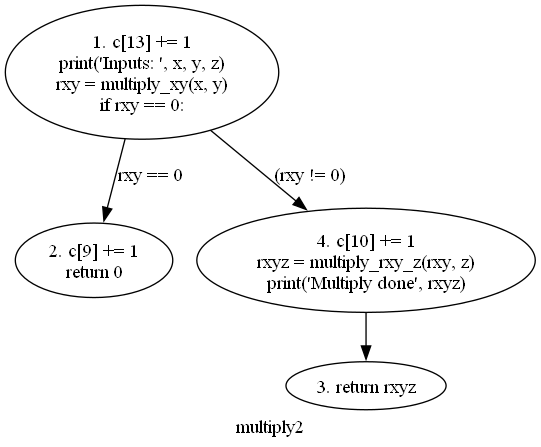 1. c[13] += 1
print('Inputs: ', x, y, z)
rxy = multiply_xy(x, y)
if rxy == 0:
rxy == 0
(rxy != 0)
2. c[9] += 1
return 0
4. c[10] += 1
rxyz = multiply_rxy_z(rxy, z)
print('Multiply done', rxyz)
3. return rxyz
multiply2